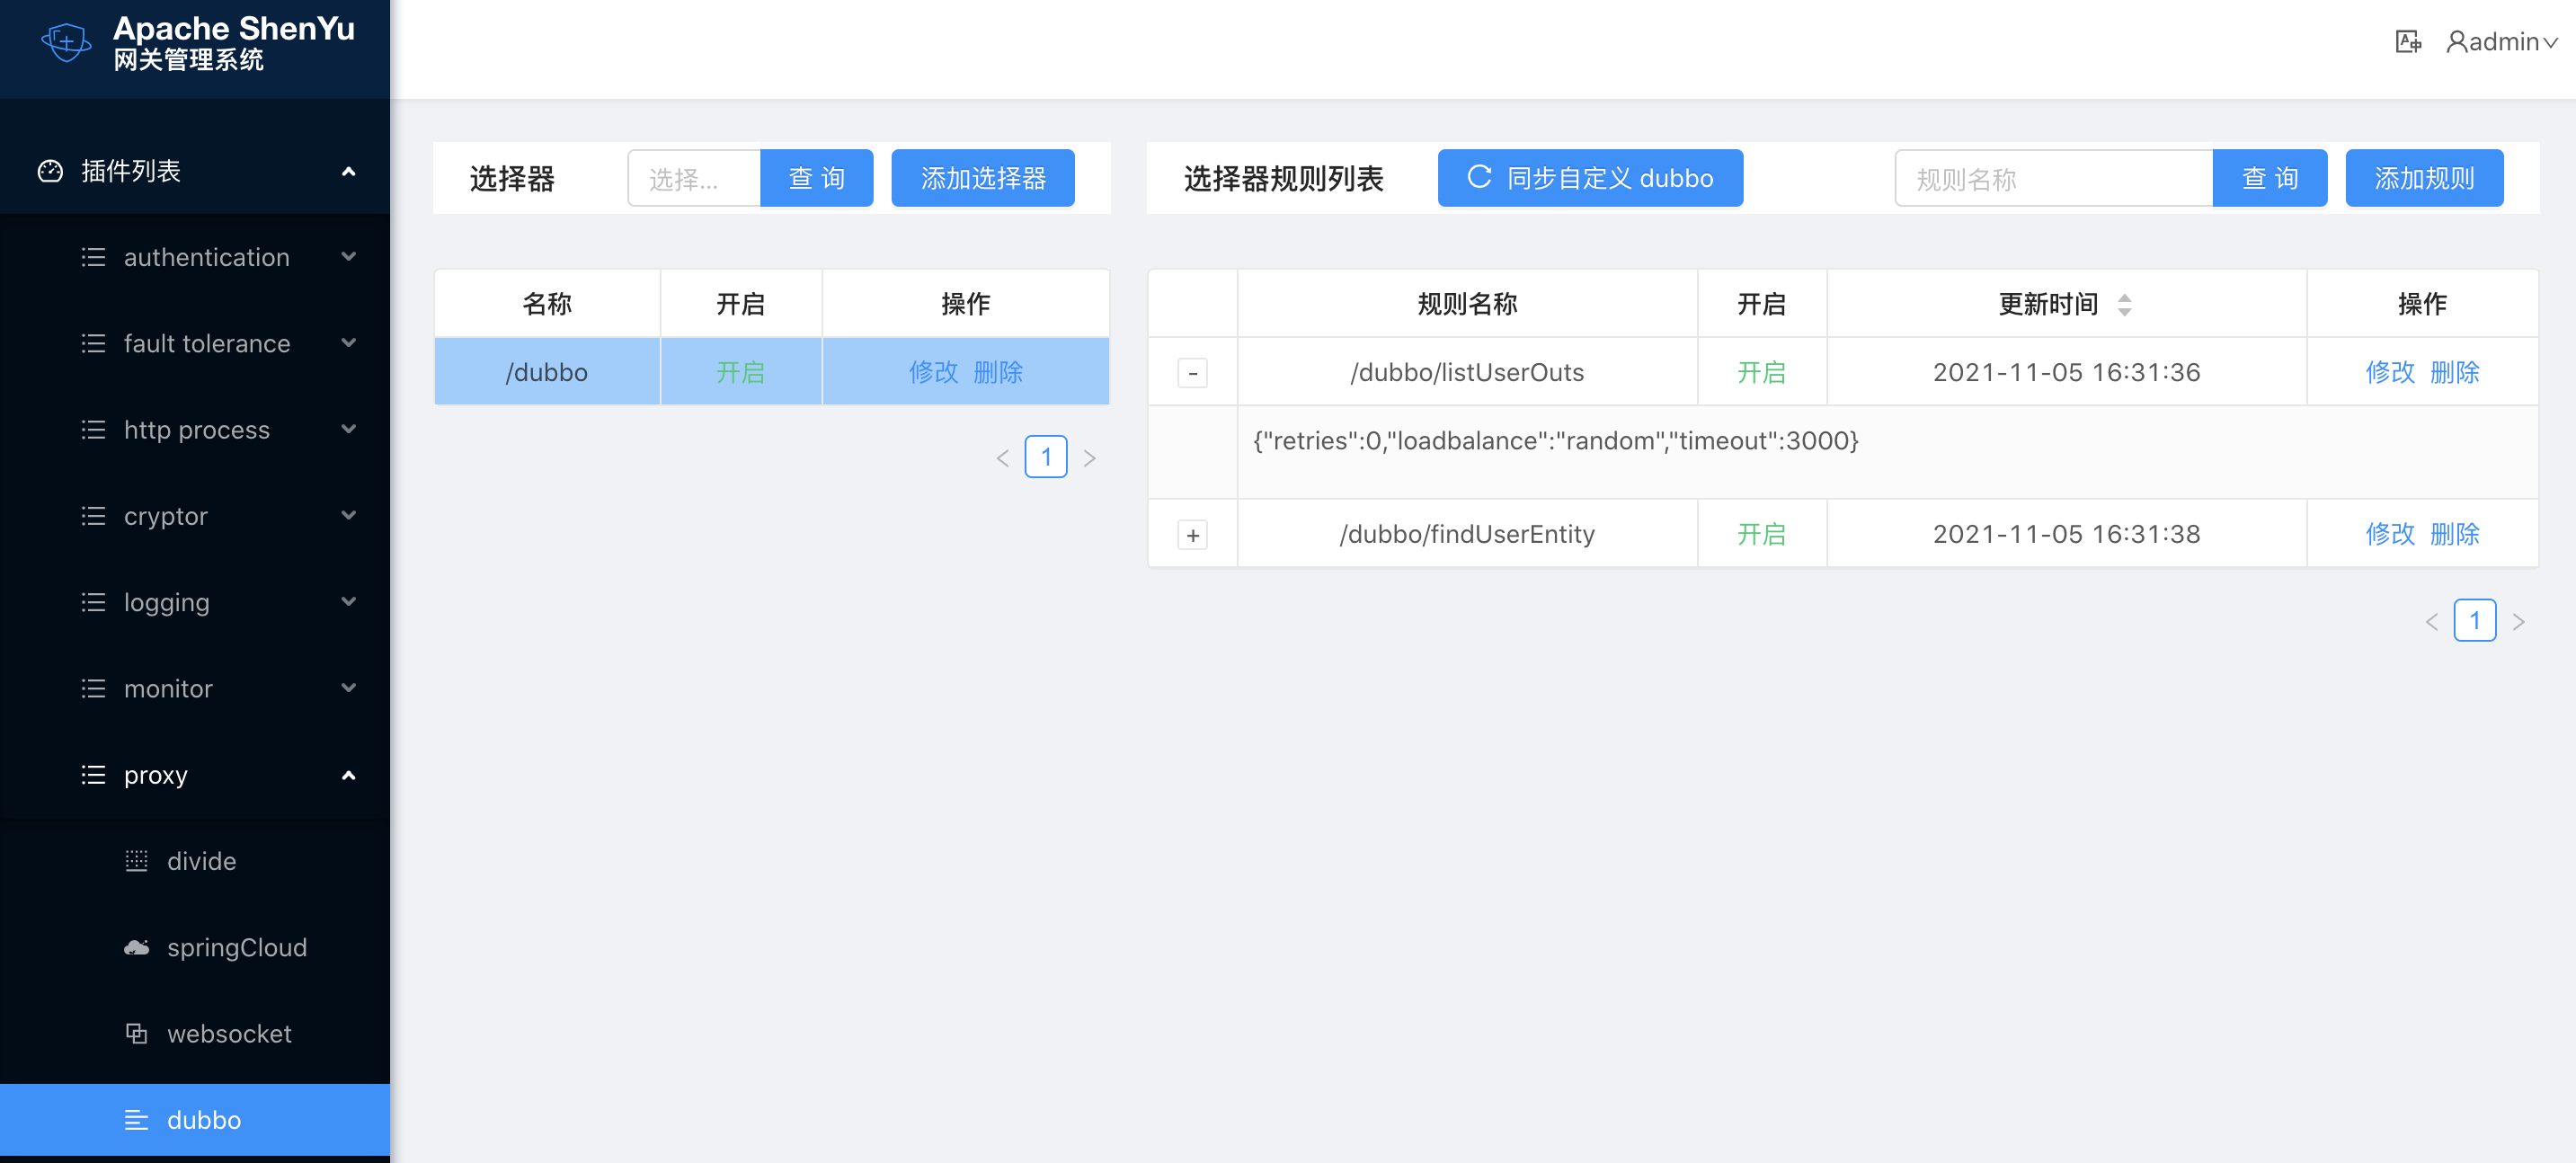 Apache ShenYu
网关管理系统
admin
插件列表
authentication
fault tolerance
http process
cryptor
logging
monitor
proxy
divide
springCloud
websocket
dubbo
选择器
选择...
查 询
添加选择器
名称 开启 操作
/dubbo 开启 修改 删除
1
选择器规则列表
同步自定义 dubbo
规则名称
查 询
添加规则
规则名称 开启 更新时间 操作
- /dubbo/listUserOuts 开启 2021-11-05 16:31:36 修改 删除
{"retries":0,"loadbalance":"random","timeout":3000}
+ /dubbo/findUserEntity 开启 2021-11-05 16:31:38 修改 删除
1